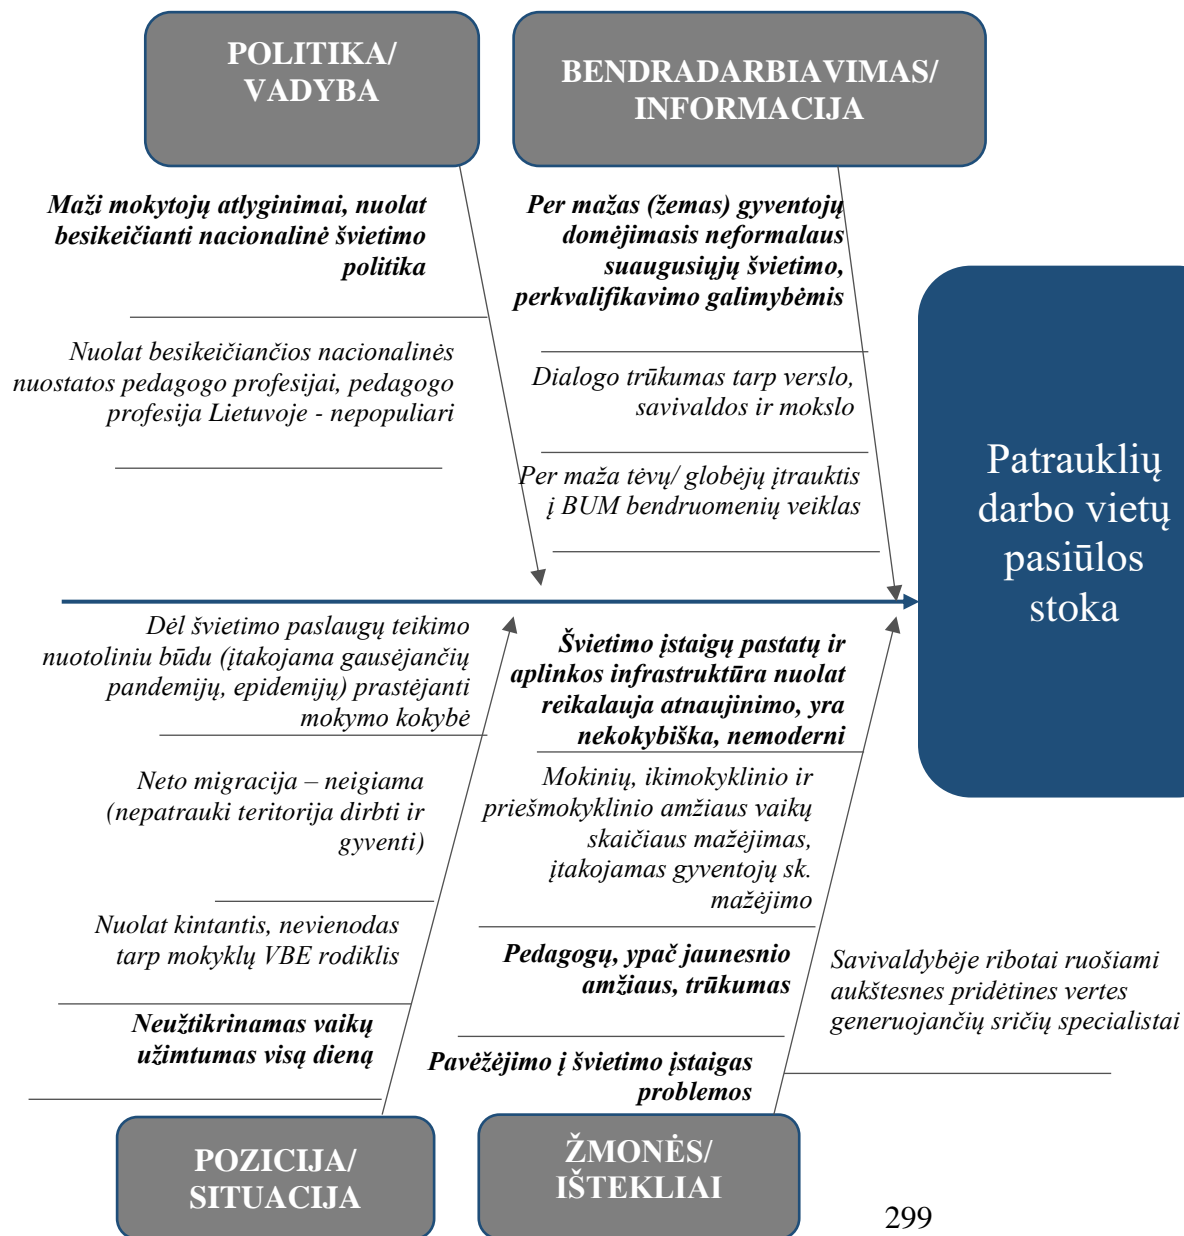 POLITIKA/
VADYBA
BENDRADARBIAVIMAS/
INFORMACIJA
Maži mokytojų atlyginimai, nuolat
besikeičianti nacionalinė švietimo
politika
Nuolat besikeičiančios nacionalinės
nuostatos pedagogo profesijai, pedagogo
profesija Lietuvoje - nepopuliari
Per mažas (žemas) gyventojų
domėjimasis neformalaus
suaugusiųjų švietimo,
perkvalifikavimo galimybėmis
Dialogo trūkumas tarp verslo,
savivaldos ir mokslo
Per maža tėvų/ globėjų įtrauktis
į BUM bendruomenių veiklas
Patrauklių
darbo vietų
pasiūlos
stoka
Dėl švietimo paslaugų teikimo
nuotoliniu būdu (įtakojama gausėjančių
pandemijų, epidemijų) prastėjanti
mokymo kokybė
Neto migracija – neigiama
(nepatrauki teritorija dirbti ir
gyventi)
Nuolat kintantis, nevienodas
tarp mokyklų VBE rodiklis
Neužtikrinamas vaikų
užimtumas visą dieną
Švietimo įstaigų pastatų ir
aplinkos infrastruktūra nuolat
reikalauja atnaujinimo, yra
nekokybiška, nemoderni
Mokinių, ikimokyklinio ir
priešmokyklinio amžiaus vaikų
skaičiaus mažėjimas,
įtakojamas gyventojų sk.
mažėjimo
Pedagogų, ypač jaunesnio
amžiaus, trūkumas
Pavėžėjimo į švietimo įstaigas
problemos
Savivaldybėje ribotai ruošiami
aukštesnes pridėtines vertes
generuojančių sričių specialistai
POZICIJA/
SITUACIJA
ŽMONĖS/
IŠTEKLIAI
299